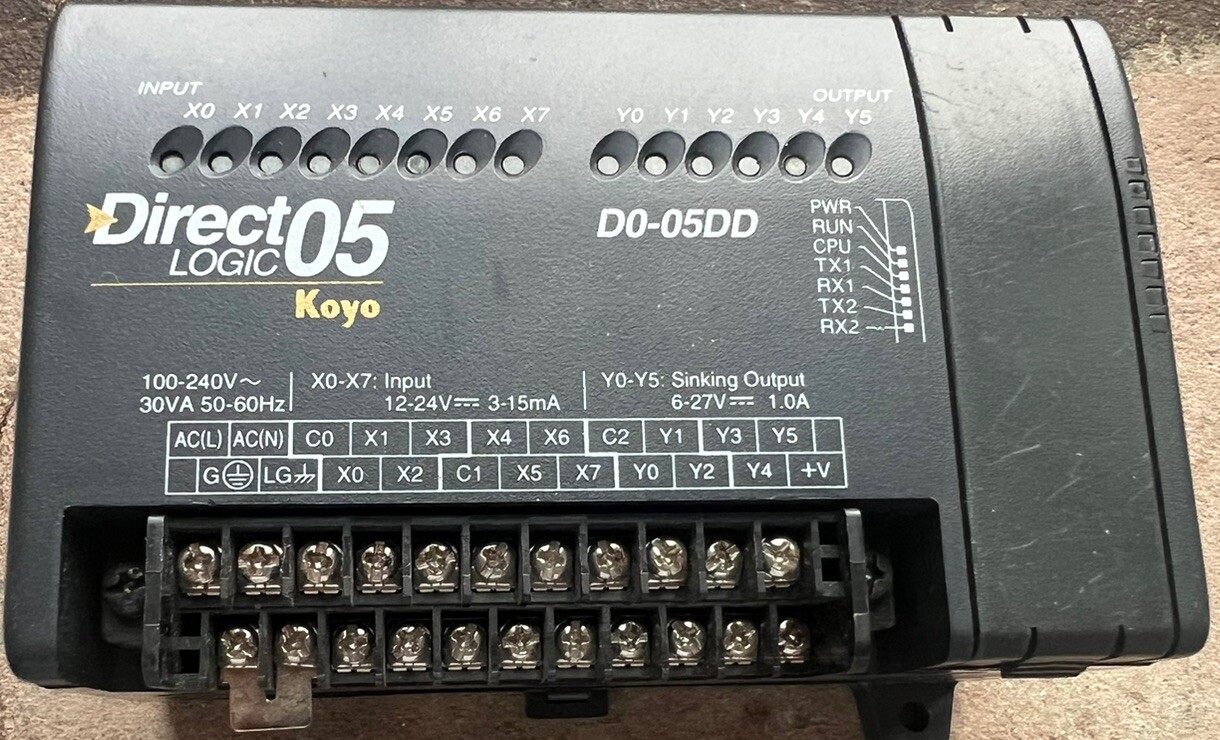 INPUT
X0 X1 X2 X3 X4 X5 X6 X7
OUTPUT
Y0 Y1 Y2 Y3 Y4 Y5
Direct
LOGIC
05
Koyo
D0-05DD
PWR
RUN
CPU
TX1
RX1
TX2
RX2
100-240V~
30VA 50-60Hz
X0-X7: Input
12-24V⎓ 3-15mA
Y0-Y5: Sinking Output
6-27V⎓ 1.0A
AC(L) AC(N) C0 X1 X3 X4 X6 C2 Y1 Y3 Y5
G LG X0 X2 C1 X5 X7 Y0 Y2 Y4 +V